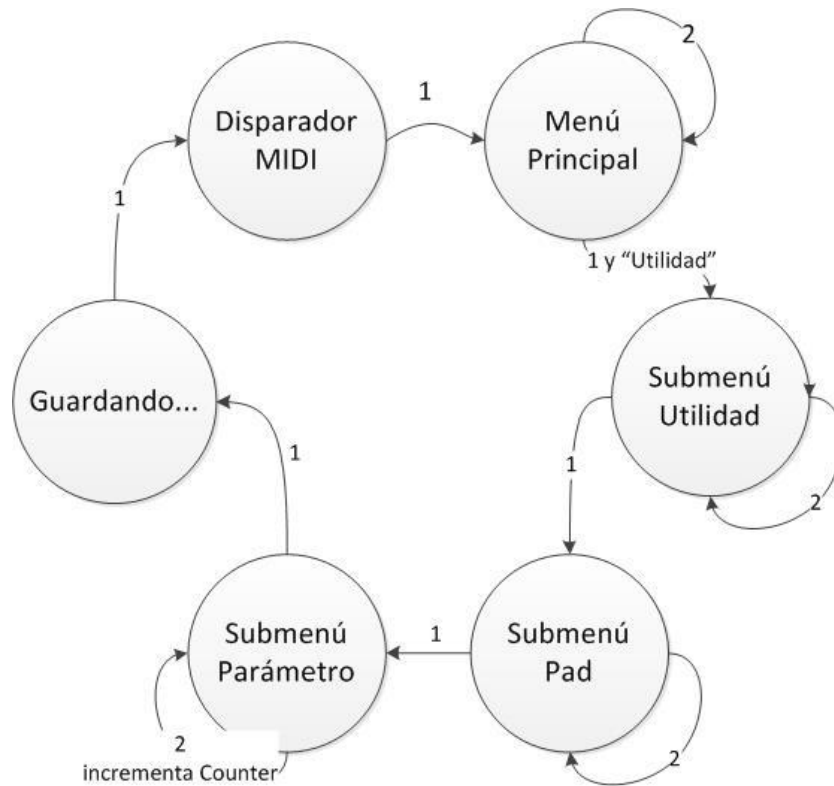 2
1
Disparador
MIDI
Menú
Principal
1
1 y “Utilidad”
Guardando...
Submenú
Utilidad
1
1
2
Submenú
Parámetro
1
Submenú
Pad
2
incrementa Counter
2